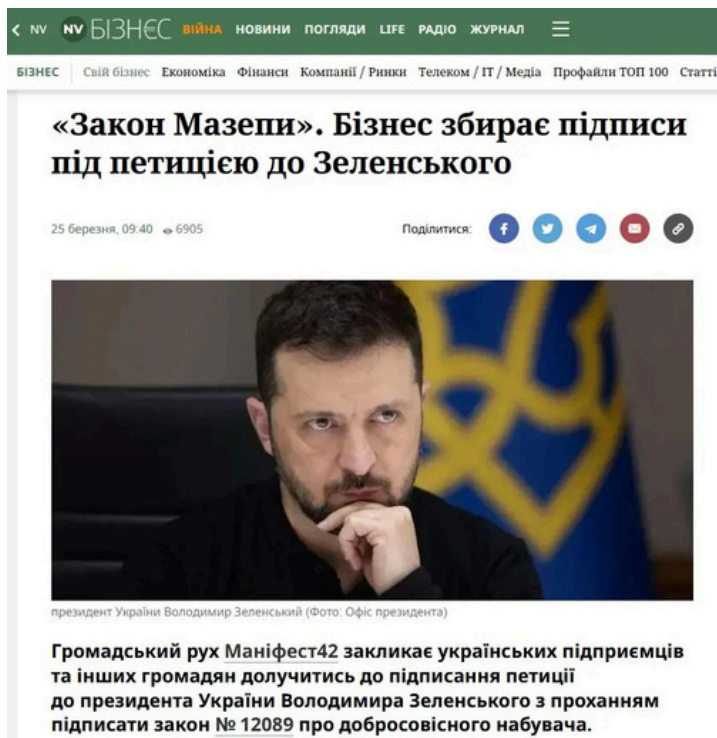 NV NV БІЗНЕС ВІЙНА НОВИНИ ПОГЛЯДИ LIFE РАДІО ЖУРНАЛ
БІЗНЕС Свій бізнес Економіка Фінанси Компанії / Ринки Телеком / IT / Медіа Профайли ТОП 100 Статті
«Закон Мазепи». Бізнес збирає підписи
під петицією до Зеленського
25 березня, 09:40 6905 Поділитися:
президент України Володимир Зеленський (Фото: Офіс президента)
Громадський рух Маніфест42 закликає українських підприємців
та інших громадян долучитись до підписання петиції
до президента України Володимира Зеленського з проханням
підписати закон № 12089 про добросовісного набувача.